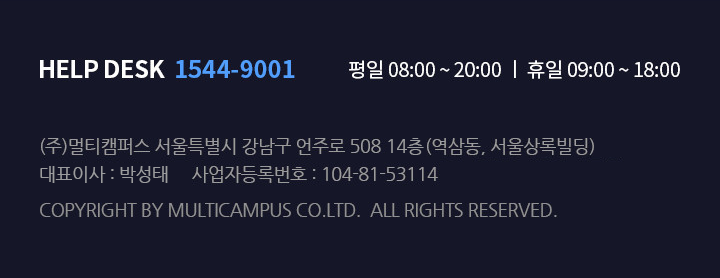 HELP DESK 1544-9001 평일 08:00 ~ 20:00 ㅣ 휴일 09:00 ~ 18:00
(주)멀티캠퍼스 서울특별시 강남구 언주로 508 14층(역삼동, 서울상록빌딩)
대표이사 : 박성태 사업자등록번호 : 104-81-53114
COPYRIGHT BY MULTICAMPUS CO.LTD. ALL RIGHTS RESERVED.